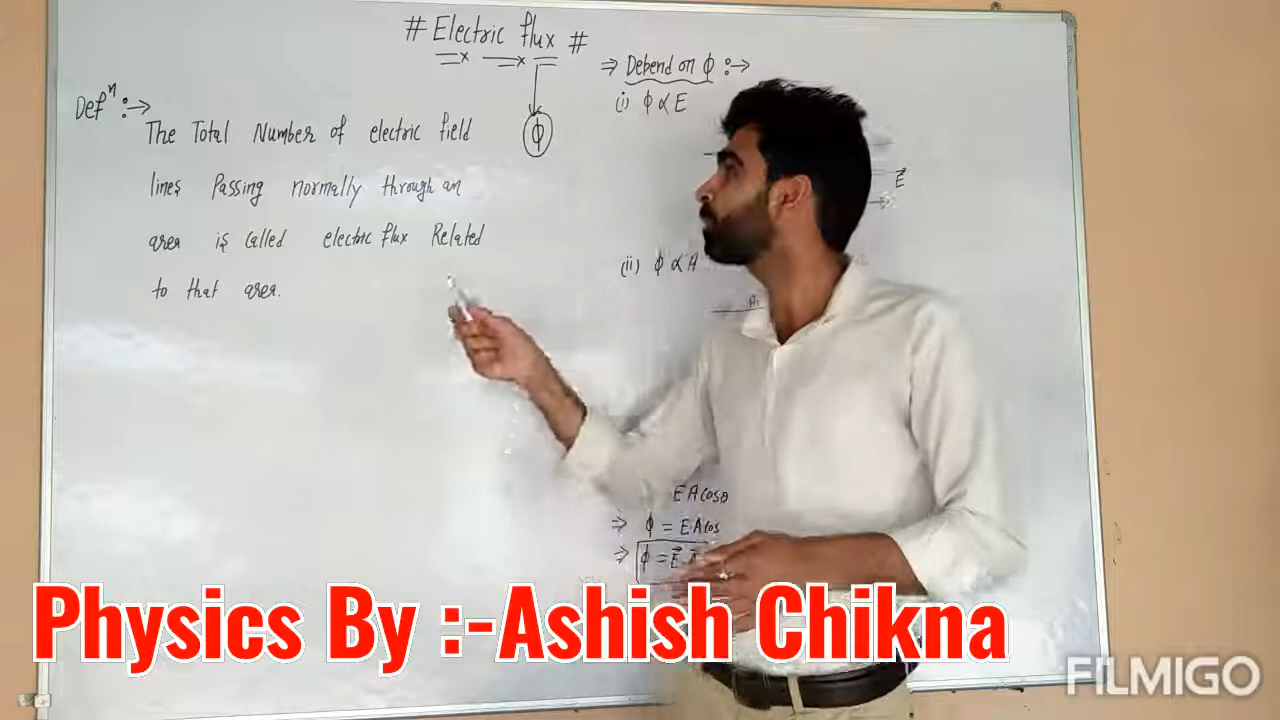 # Electric flux #
ϕ
Defⁿ :→
The Total Number of electric field
lines Passing normally through an
area is Called electric flux Related
to that area.
⇒ Debend on ϕ :→
(i) ϕ ∝ E
E⃗
(ii) ϕ ∝ A
A₁
E A cosθ
⇒ ϕ = E A cos
⇒ ϕ = E⃗ A⃗
Physics By :-Ashish Chikna
FILMIGO